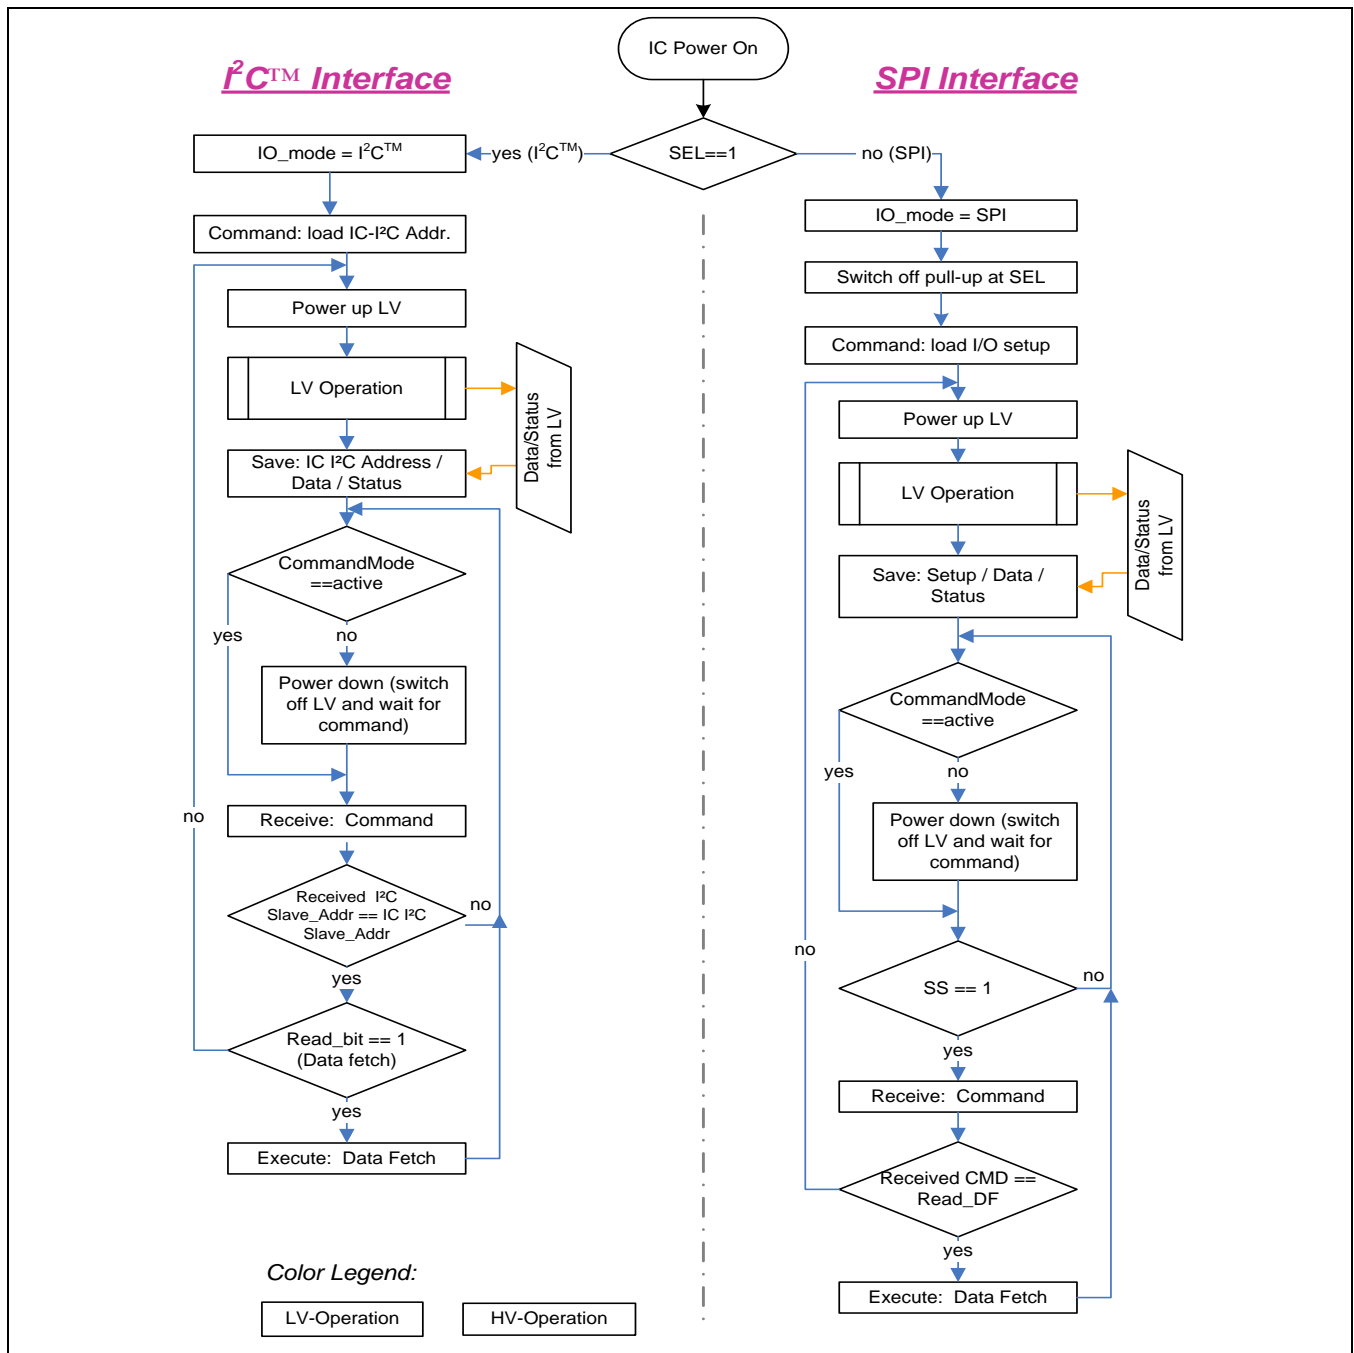 IC Power On
I²C™ Interface
SPI Interface
SEL==1
yes (I²C™)
no (SPI)
IO_mode = I²C™
Command: load IC-I²C Addr.
Power up LV
LV Operation
Data/Status
from LV
Save: IC I²C Address /
Data / Status
CommandMode
==active
yes
no
Power down (switch
off LV and wait for
command)
no
Receive: Command
Received I²C
Slave_Addr == IC I²C
Slave_Addr
no
yes
Read_bit == 1
(Data fetch)
yes
Execute: Data Fetch
IO_mode = SPI
Switch off pull-up at SEL
Command: load I/O setup
Power up LV
LV Operation
Data/Status
from LV
Save: Setup / Data /
Status
CommandMode
==active
yes
no
Power down (switch
off LV and wait for
command)
no
SS == 1
no
yes
Receive: Command
Received CMD ==
Read_DF
yes
Execute: Data Fetch
Color Legend:
LV-Operation
HV-Operation